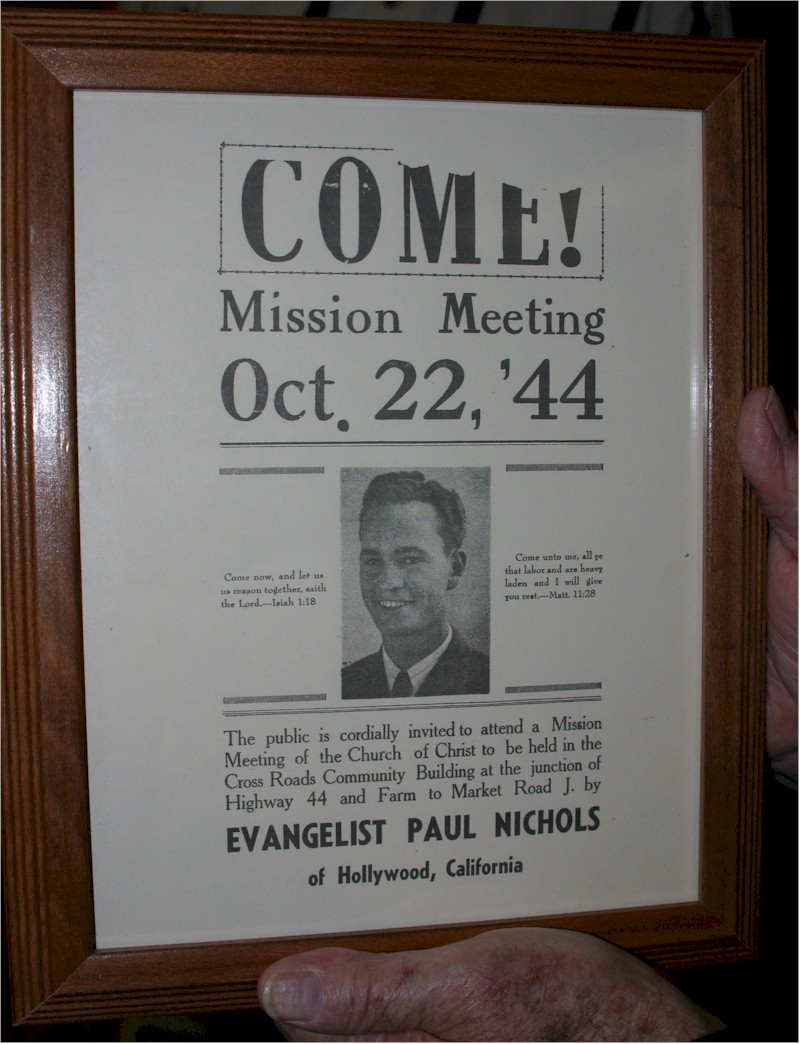 COME!
Mission Meeting
Oct. 22, '44
Come now, and let us
us reason together, saith
the Lord.---Isiah 1:18
Come unto me, all ye
that labor and are heavy
laden and I will give
you rest.---Matt. 11:28
The public is cordially invited to attend a Mission
Meeting of the Church of Christ to be held in the
Cross Roads Community Building at the junction of
Highway 44 and Farm to Market Road J. by
EVANGELIST PAUL NICHOLS
of Hollywood, California